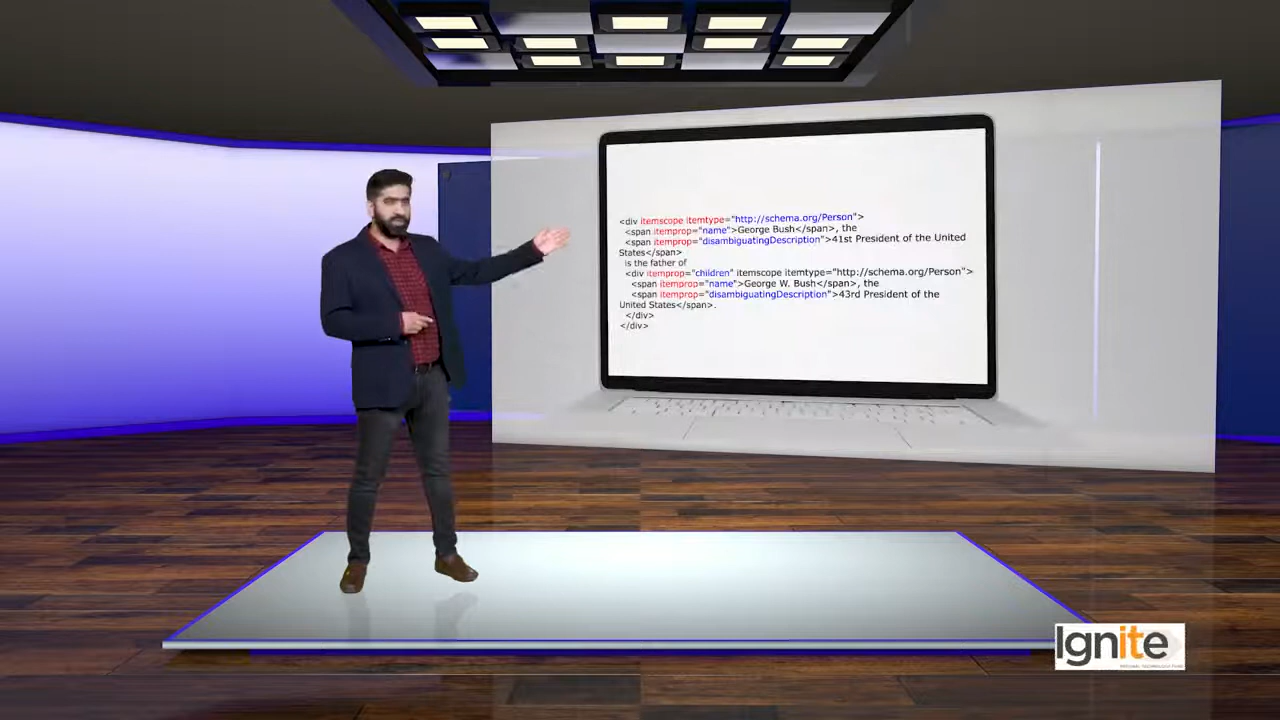 <div itemscope itemtype="http://schema.org/Person">
<span itemprop="name">George Bush</span>, the
<span itemprop="disambiguatingDescription">41st President of the United
States</span>
is the father of
<div itemprop="children" itemscope itemtype="http://schema.org/Person">
<span itemprop="name">George W. Bush</span>, the
<span itemprop="disambiguatingDescription">43rd President of the
United States</span>.
</div>
</div>
Ignite
NATIONAL TECHNOLOGY FUND